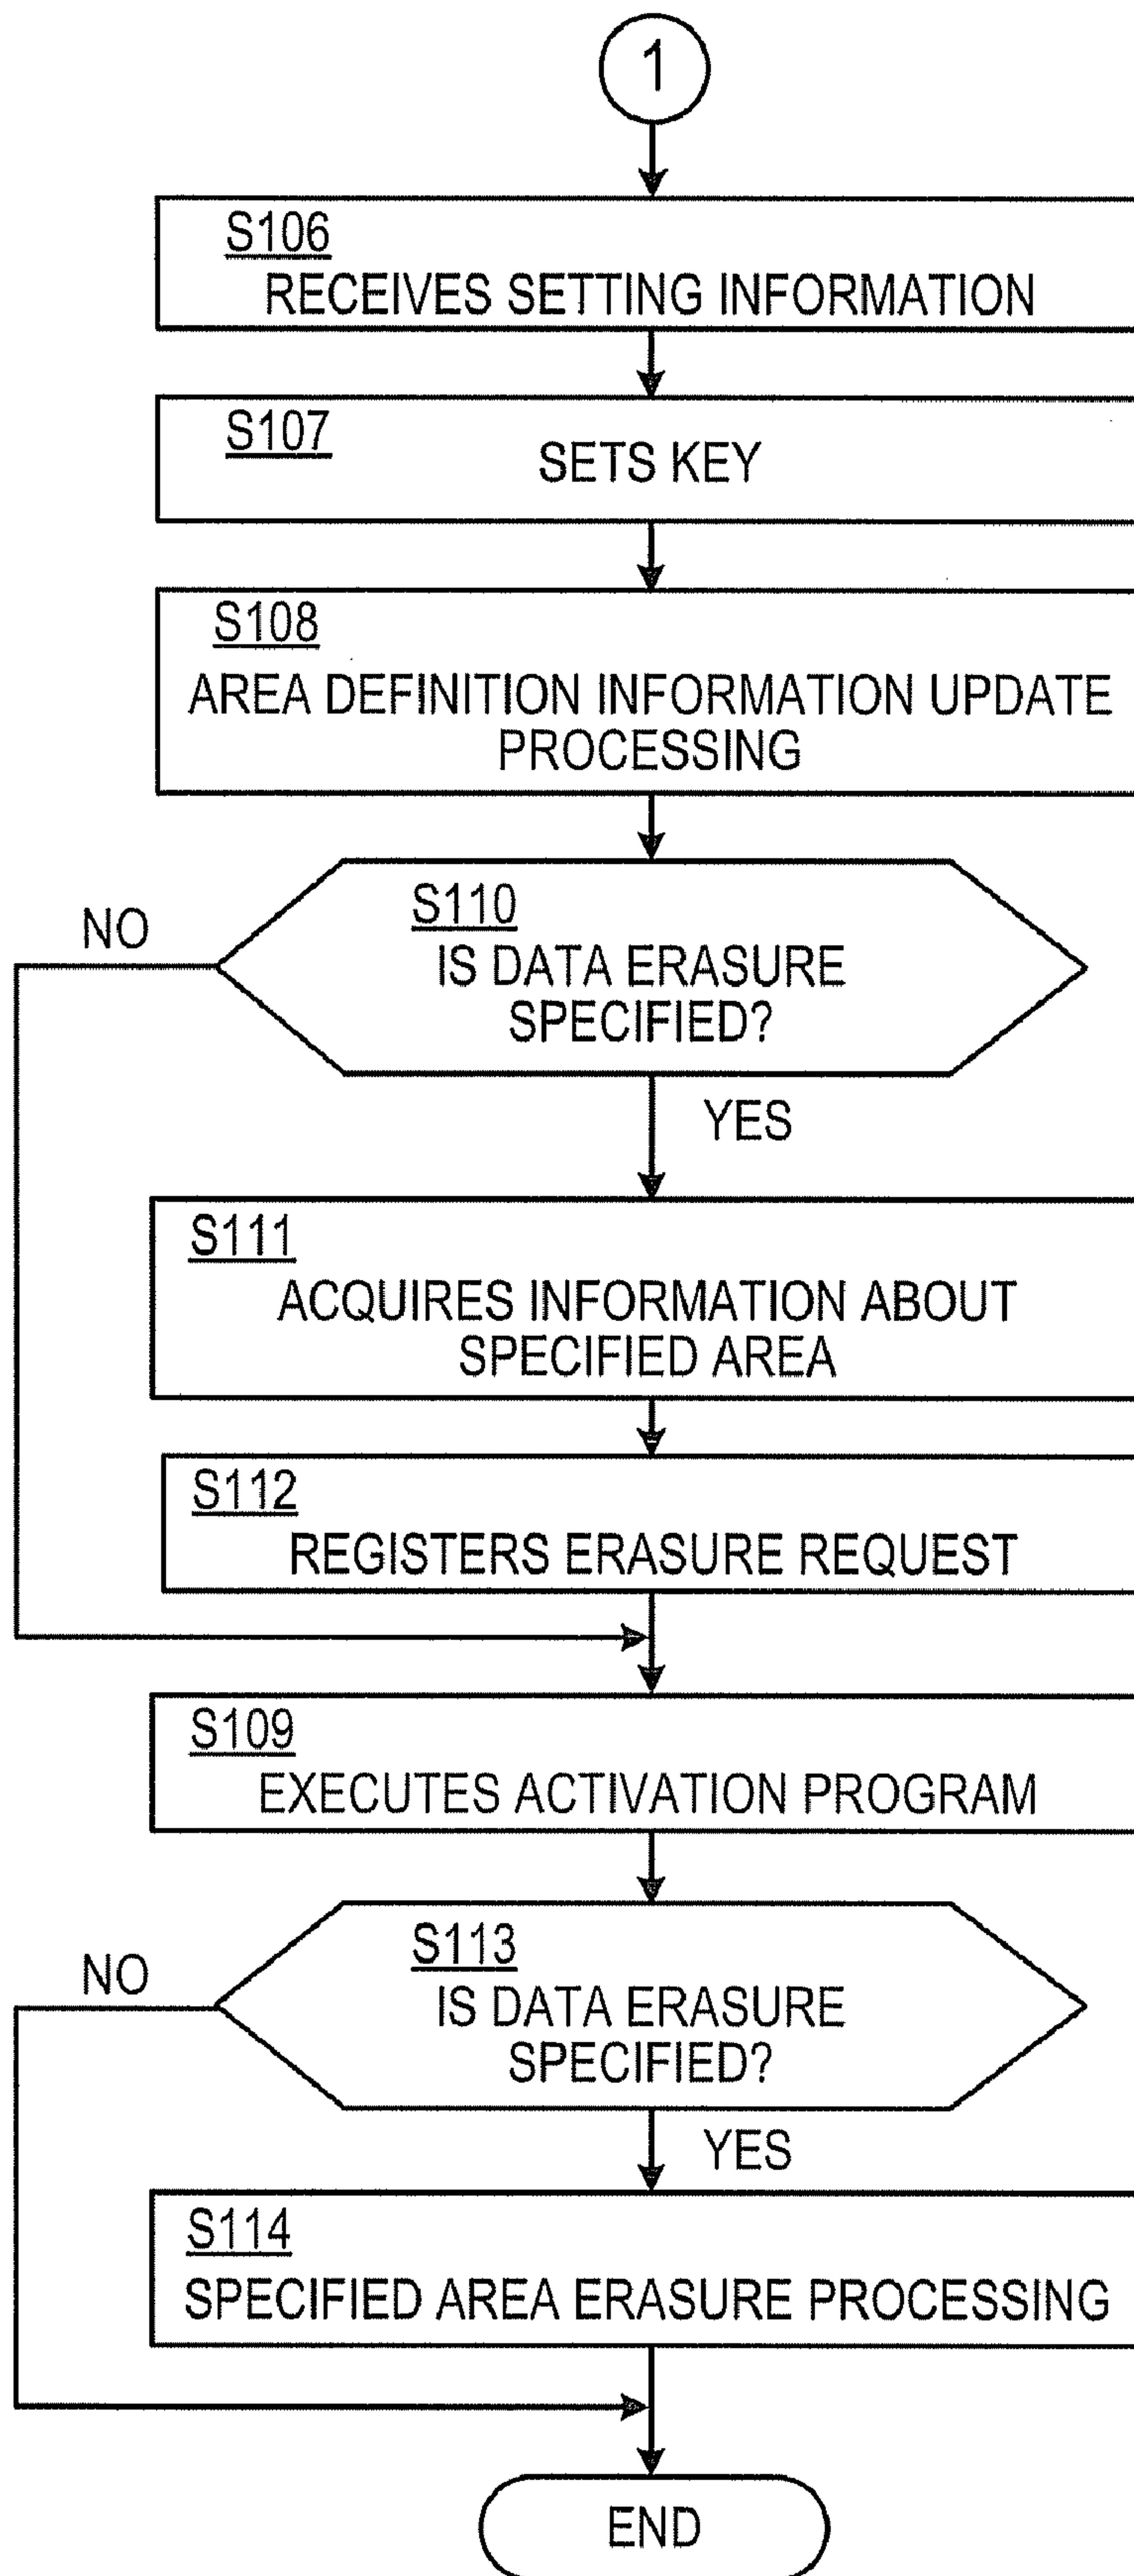 1
S106
RECEIVES SETTING INFORMATION
S107
SETS KEY
S108
AREA DEFINITION INFORMATION UPDATE
PROCESSING
S110
NO
IS DATA ERASURE
SPECIFIED?
YES
S111
ACQUIRES INFORMATION ABOUT
SPECIFIED AREA
S112
REGISTERS ERASURE REQUEST
S109
EXECUTES ACTIVATION PROGRAM
S113
NO
IS DATA ERASURE
SPECIFIED?
YES
S114
SPECIFIED AREA ERASURE PROCESSING
END